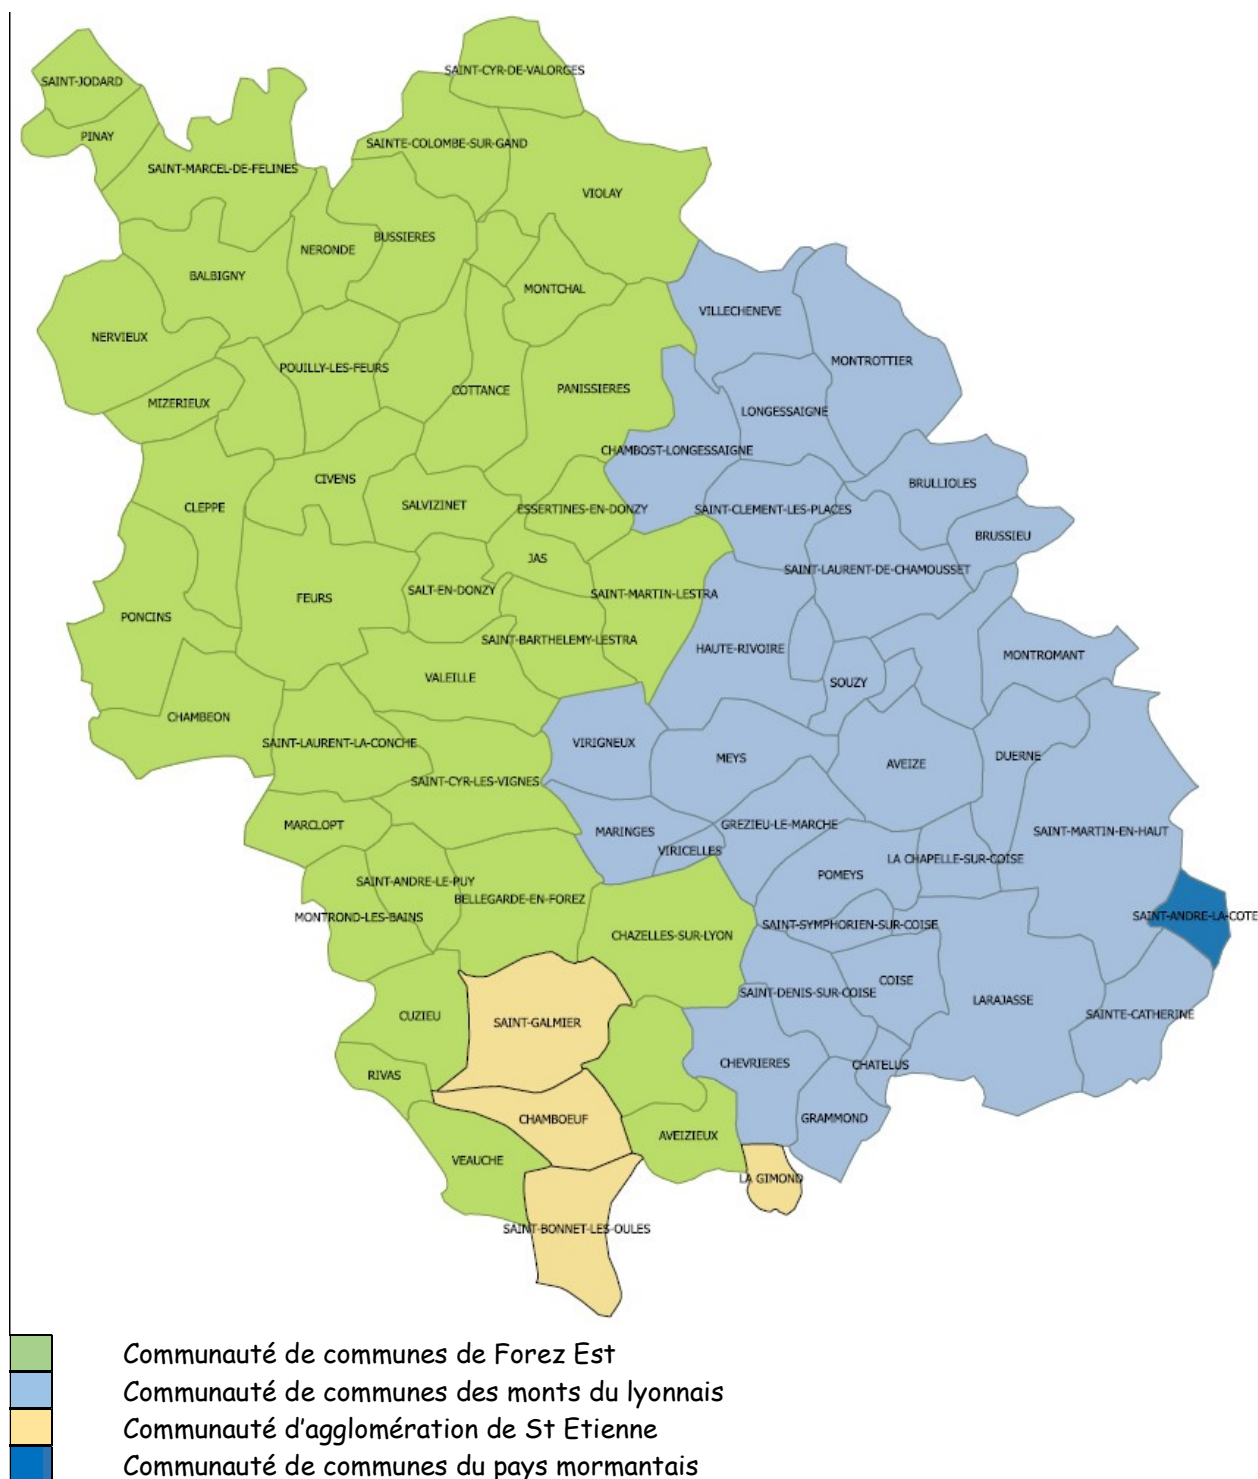 SAINT-CYR-DE-VALORGES
SAINT-JODARD
PINAY
SAINTE-COLOMBE-SUR-GAND
SAINT-MARCEL-DE-FELINES
VIOLAY
BUSSIERES
NERONDE
BALBIGNY
MONTCHAL
VILLECHENEVE
NERVIEUX
MONTROTTIER
POUILLY-LES-FEURS
COTTANCE
PANISSIERES
MIZERIEUX
LONGESSAIGNE
CHAMBOST-LONGESSAIGNE
CIVENS
BRULLIOLES
SALVIZINET
CLEPPE
ESSERTINES-EN-DONZY
SAINT-CLEMENT-LES-PLACES
BRUSSIEU
JAS
SAINT-LAURENT-DE-CHAMOUSSET
SALT-EN-DONZY
SAINT-MARTIN-LESTRA
FEURS
PONCINS
SAINT-BARTHELEMY-LESTRA
HAUTE-RIVOIRE
MONTROMANT
VALEILLE
SOUZY
CHAMBEON
SAINT-LAURENT-LA-CONCHE
VIRIGNEUX
MEYS
DUERNE
AVEIZE
SAINT-CYR-LES-VIGNES
MARCLOPT
GREZIEU-LE-MARCHE
MARINGES
SAINT-MARTIN-EN-HAUT
VIRICELLES
LA CHAPELLE-SUR-COISE
POMEYS
SAINT-ANDRE-LE-PUY
BELLEGARDE-EN-FOREZ
MONTROND-LES-BAINS
SAINT-ANDRE-LA-COTE
SAINT-SYMPHORIEN-SUR-COISE
CHAZELLES-SUR-LYON
COISE
SAINT-DENIS-SUR-COISE
LARAJASSE
CUZIEU
SAINT-GALMIER
SAINTE-CATHERINE
CHEVRIERES
CHATELUS
RIVAS
CHAMBOEUF
GRAMMOND
AVEIZIEUX
VEAUCHE
LA GIMOND
SAINT-BONNET-LES-OULES
Communauté de communes de Forez Est
Communauté de communes des monts du lyonnais
Communauté d'agglomération de St Etienne
Communauté de communes du pays mormantais